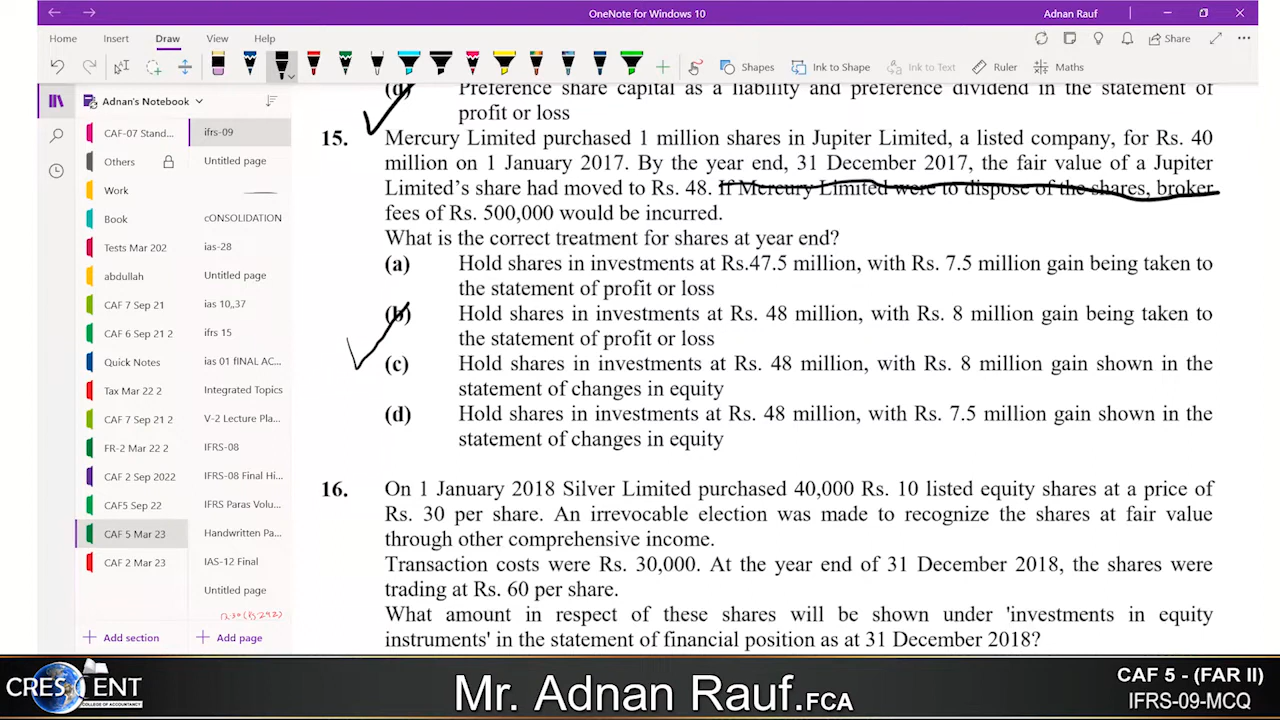 OneNote for Windows 10
Adnan Rauf
Home Insert Draw View Help
Share
Shapes
Ink to Shape
Ink to Text
Ruler
Maths
Adnan's Notebook
CAF-07 Stand...
Others
Work
Book
Tests Mar 202
abdullah
CAF 7 Sep 21
CAF 6 Sep 21 2
Quick Notes
Tax Mar 22 2
CAF 7 Sep 21 2
FR-2 Mar 22 2
CAF 2 Sep 2022
CAF5 Sep 22
CAF 5 Mar 23
CAF 2 Mar 23
Add section
ifrs-09
Untitled page
cONSOLIDATION
ias-28
Untitled page
ias 10,,37
ifrs 15
ias 01 fINAL AC...
Integrated Topics
V-2 Lecture Pla...
IFRS-08
IFRS-08 Final Hi...
IFRS Paras Volu...
Handwritten Pa...
IAS-12 Final
Untitled page
Add page
(d) Preference share capital as a liability and preference dividend in the statement of
profit or loss
15. Mercury Limited purchased 1 million shares in Jupiter Limited, a listed company, for Rs. 40
million on 1 January 2017. By the year end, 31 December 2017, the fair value of a Jupiter
Limited's share had moved to Rs. 48. If Mercury Limited were to dispose of the shares, broker
fees of Rs. 500,000 would be incurred.
What is the correct treatment for shares at year end?
(a) Hold shares in investments at Rs.47.5 million, with Rs. 7.5 million gain being taken to
the statement of profit or loss
(b) Hold shares in investments at Rs. 48 million, with Rs. 8 million gain being taken to
the statement of profit or loss
(c) Hold shares in investments at Rs. 48 million, with Rs. 8 million gain shown in the
statement of changes in equity
(d) Hold shares in investments at Rs. 48 million, with Rs. 7.5 million gain shown in the
statement of changes in equity
16. On 1 January 2018 Silver Limited purchased 40,000 Rs. 10 listed equity shares at a price of
Rs. 30 per share. An irrevocable election was made to recognize the shares at fair value
through other comprehensive income.
Transaction costs were Rs. 30,000. At the year end of 31 December 2018, the shares were
trading at Rs. 60 per share.
What amount in respect of these shares will be shown under 'investments in equity
instruments' in the statement of financial position as at 31 December 2018?
CRESCENT
COLLEGE OF ACCOUNTANCY
Mr. Adnan Rauf.FCA
CAF 5 - (FAR II)
IFRS-09-MCQ